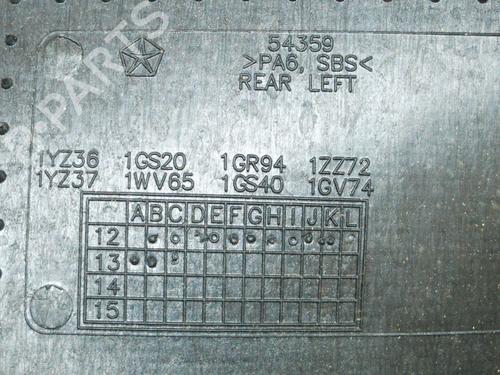 54359
>PA6, SBS<
REAR LEFT
1YZ36 1GS20 1GR94 1ZZ72
1YZ37 1WV65 1GS40 1GV74
A B C D E F G H I J K L
12
13
14
15
B-PARTS